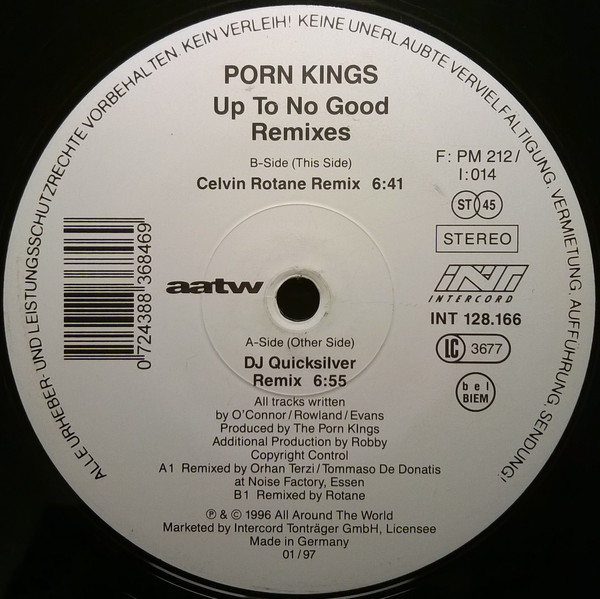 ALLE URHEBER- UND LEISTUNGSSCHUTZRECHTE VORBEHALTEN. KEIN VERLEIH! KEINE UNERLAUBTE VERVIELFÄLTIGUNG, VERMIETUNG, AUFFÜHRUNG, SENDUNG!
PORN KINGS
Up To No Good
Remixes
B-Side (This Side)
Celvin Rotane Remix 6:41
F: PM 212/
I:014
ST 45
STEREO
INT
INTERCORD
INT 128.166
LC 3677
bel
BIEM
0 724388 368469
aatw
A-Side (Other Side)
DJ Quicksilver
Remix 6:55
All tracks written
by O'Connor/Rowland/Evans
Produced by The Porn KIngs
Additional Production by Robby
Copyright Control
A1 Remixed by Orhan Terzi/Tommaso De Donatis
at Noise Factory, Essen
B1 Remixed by Rotane
℗ & © 1996 All Around The World
Marketed by Intercord Tonträger GmbH, Licensee
Made in Germany
01/97